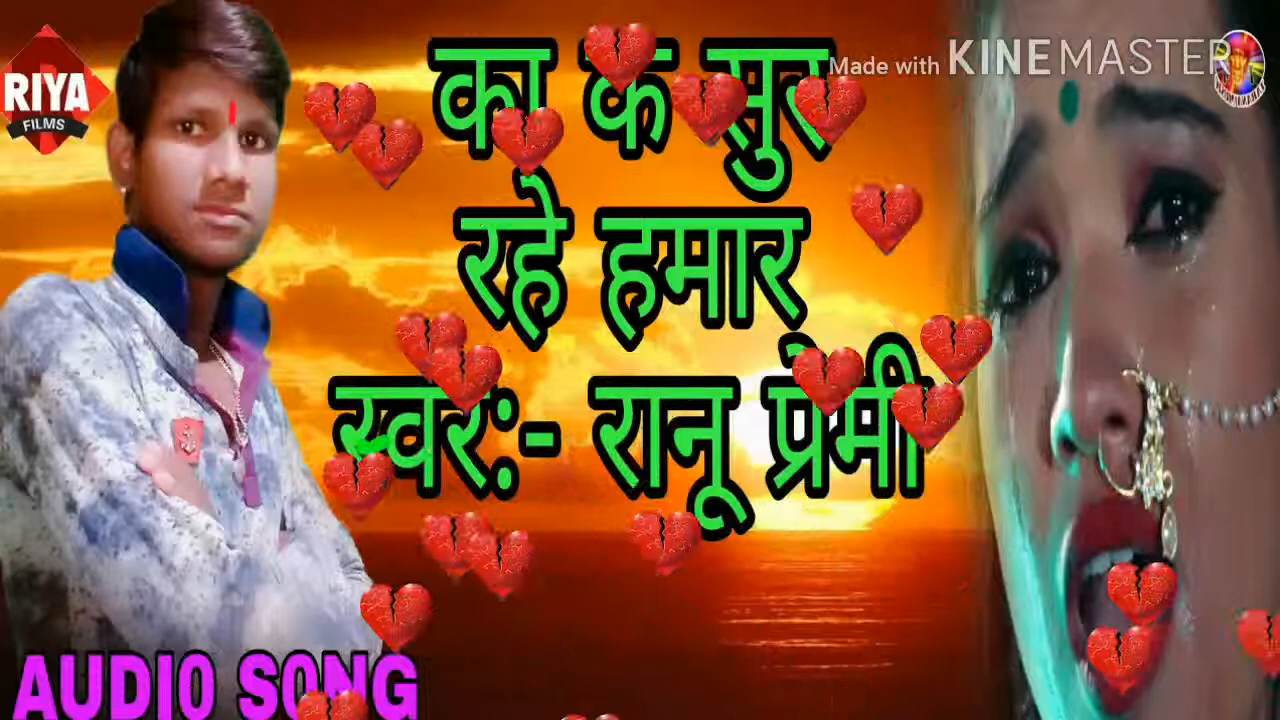 RIYA
FILMS
Made with KINEMASTER
का क सुर
रहे हमार
स्वर:- रानू प्रेमी
AUDIO SONG